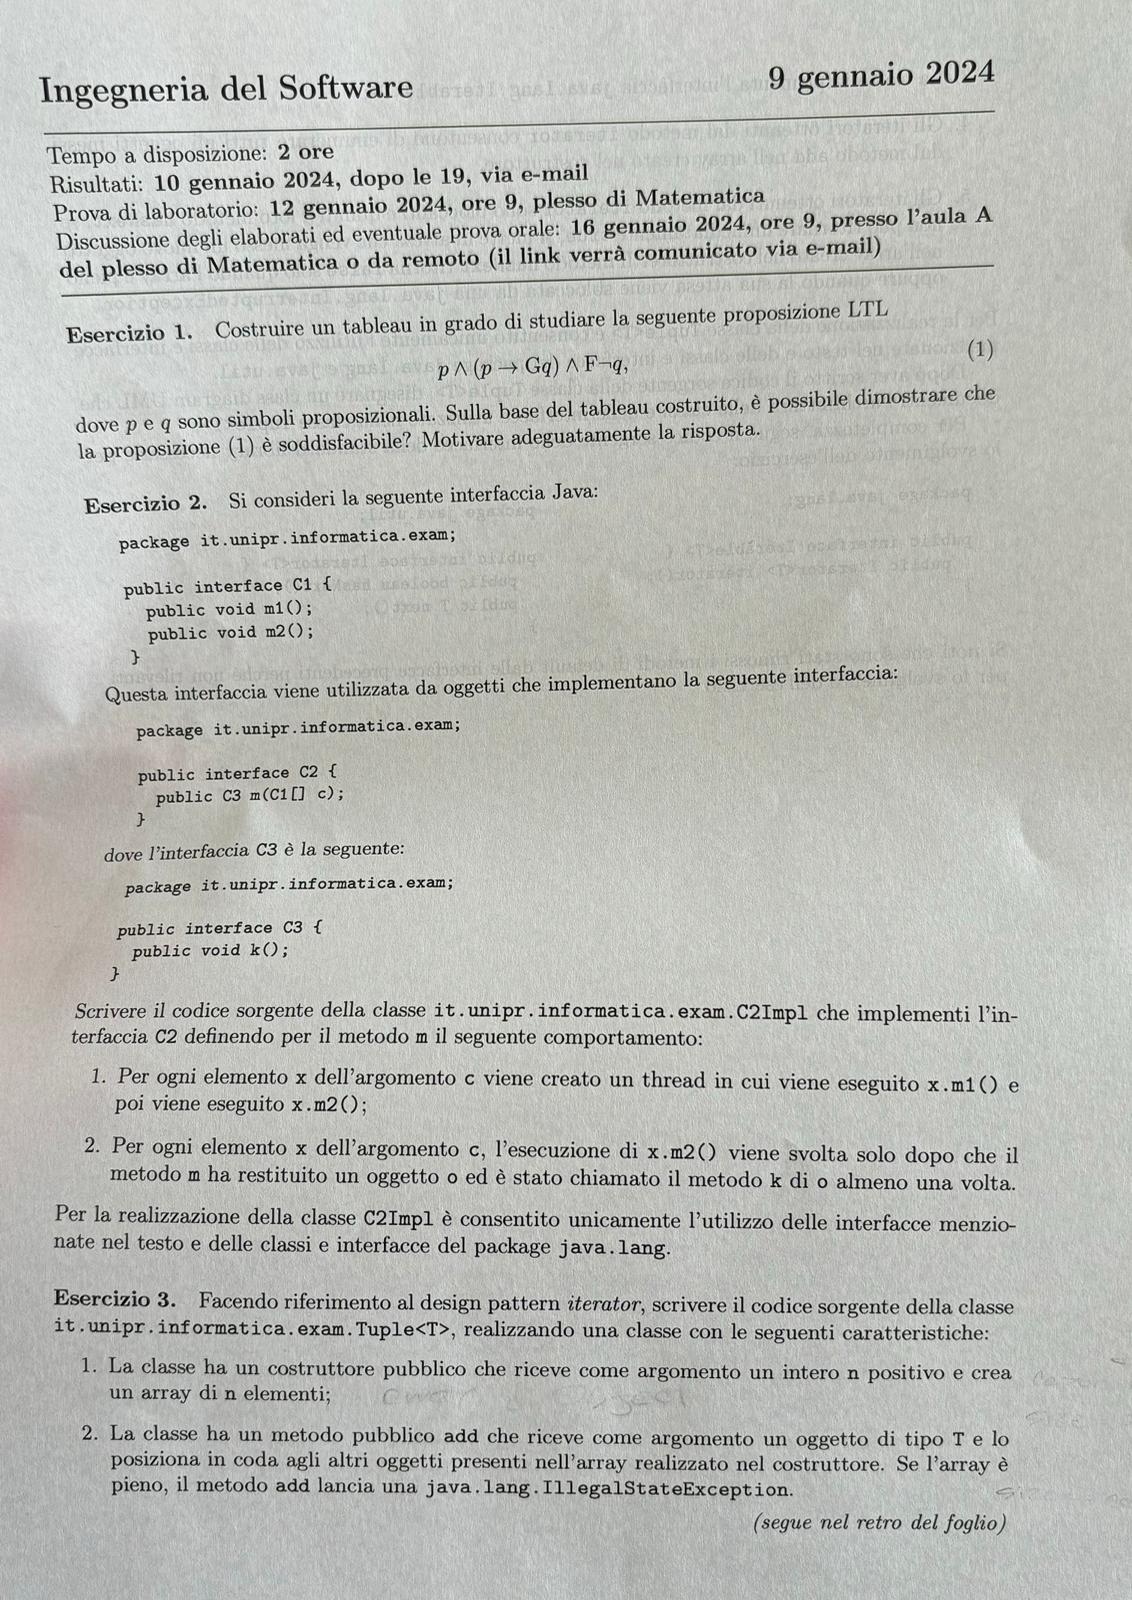 Ingegneria del Software 9 gennaio 2024
Tempo a disposizione: 2 ore
Risultati: 10 gennaio 2024, dopo le 19, via e-mail
Prova di laboratorio: 12 gennaio 2024, ore 9, plesso di Matematica
Discussione degli elaborati ed eventuale prova orale: 16 gennaio 2024, ore 9, presso l'aula A
del plesso di Matematica o da remoto (il link verrà comunicato via e-mail)
Esercizio 1. Costruire un tableau in grado di studiare la seguente proposizione LTL
p ∧ (p → Gq) ∧ F¬q, (1)
dove p e q sono simboli proposizionali. Sulla base del tableau costruito, è possibile dimostrare che
la proposizione (1) è soddisfacibile? Motivare adeguatamente la risposta.
Esercizio 2. Si consideri la seguente interfaccia Java:
package it.unipr.informatica.exam;
public interface C1 {
public void m1();
public void m2();
}
Questa interfaccia viene utilizzata da oggetti che implementano la seguente interfaccia:
package it.unipr.informatica.exam;
public interface C2 {
public C3 m(C1[] c);
}
dove l'interfaccia C3 è la seguente:
package it.unipr.informatica.exam;
public interface C3 {
public void k();
}
Scrivere il codice sorgente della classe it.unipr.informatica.exam.C2Impl che implementi l'in-
terfaccia C2 definendo per il metodo m il seguente comportamento:
1. Per ogni elemento x dell'argomento c viene creato un thread in cui viene eseguito x.m1() e
poi viene eseguito x.m2();
2. Per ogni elemento x dell'argomento c, l'esecuzione di x.m2() viene svolta solo dopo che il
metodo m ha restituito un oggetto o ed è stato chiamato il metodo k di o almeno una volta.
Per la realizzazione della classe C2Impl è consentito unicamente l'utilizzo delle interfacce menzio-
nate nel testo e delle classi e interfacce del package java.lang.
Esercizio 3. Facendo riferimento al design pattern iterator, scrivere il codice sorgente della classe
it.unipr.informatica.exam.Tuple<T>, realizzando una classe con le seguenti caratteristiche:
1. La classe ha un costruttore pubblico che riceve come argomento un intero n positivo e crea
un array di n elementi;
2. La classe ha un metodo pubblico add che riceve come argomento un oggetto di tipo T e lo
posiziona in coda agli altri oggetti presenti nell'array realizzato nel costruttore. Se l'array è
pieno, il metodo add lancia una java.lang.IllegalStateException.
(segue nel retro del foglio)